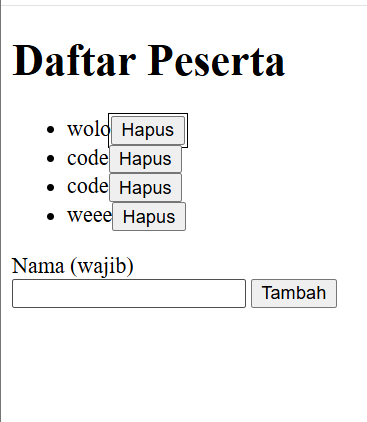 Daftar Peserta
wolo Hapus
code Hapus
code Hapus
weee Hapus
Nama (wajib)
Tambah